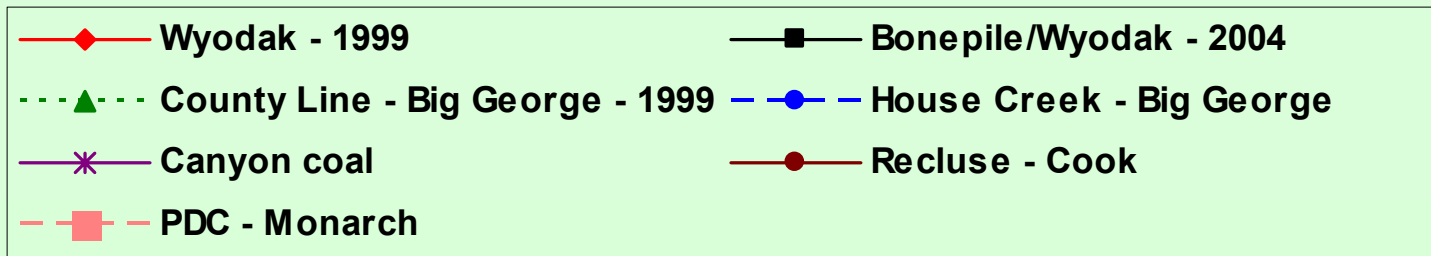 Wyodak - 1999
Bonepile/Wyodak - 2004
County Line - Big George - 1999
House Creek - Big George
Canyon coal
Recluse - Cook
PDC - Monarch